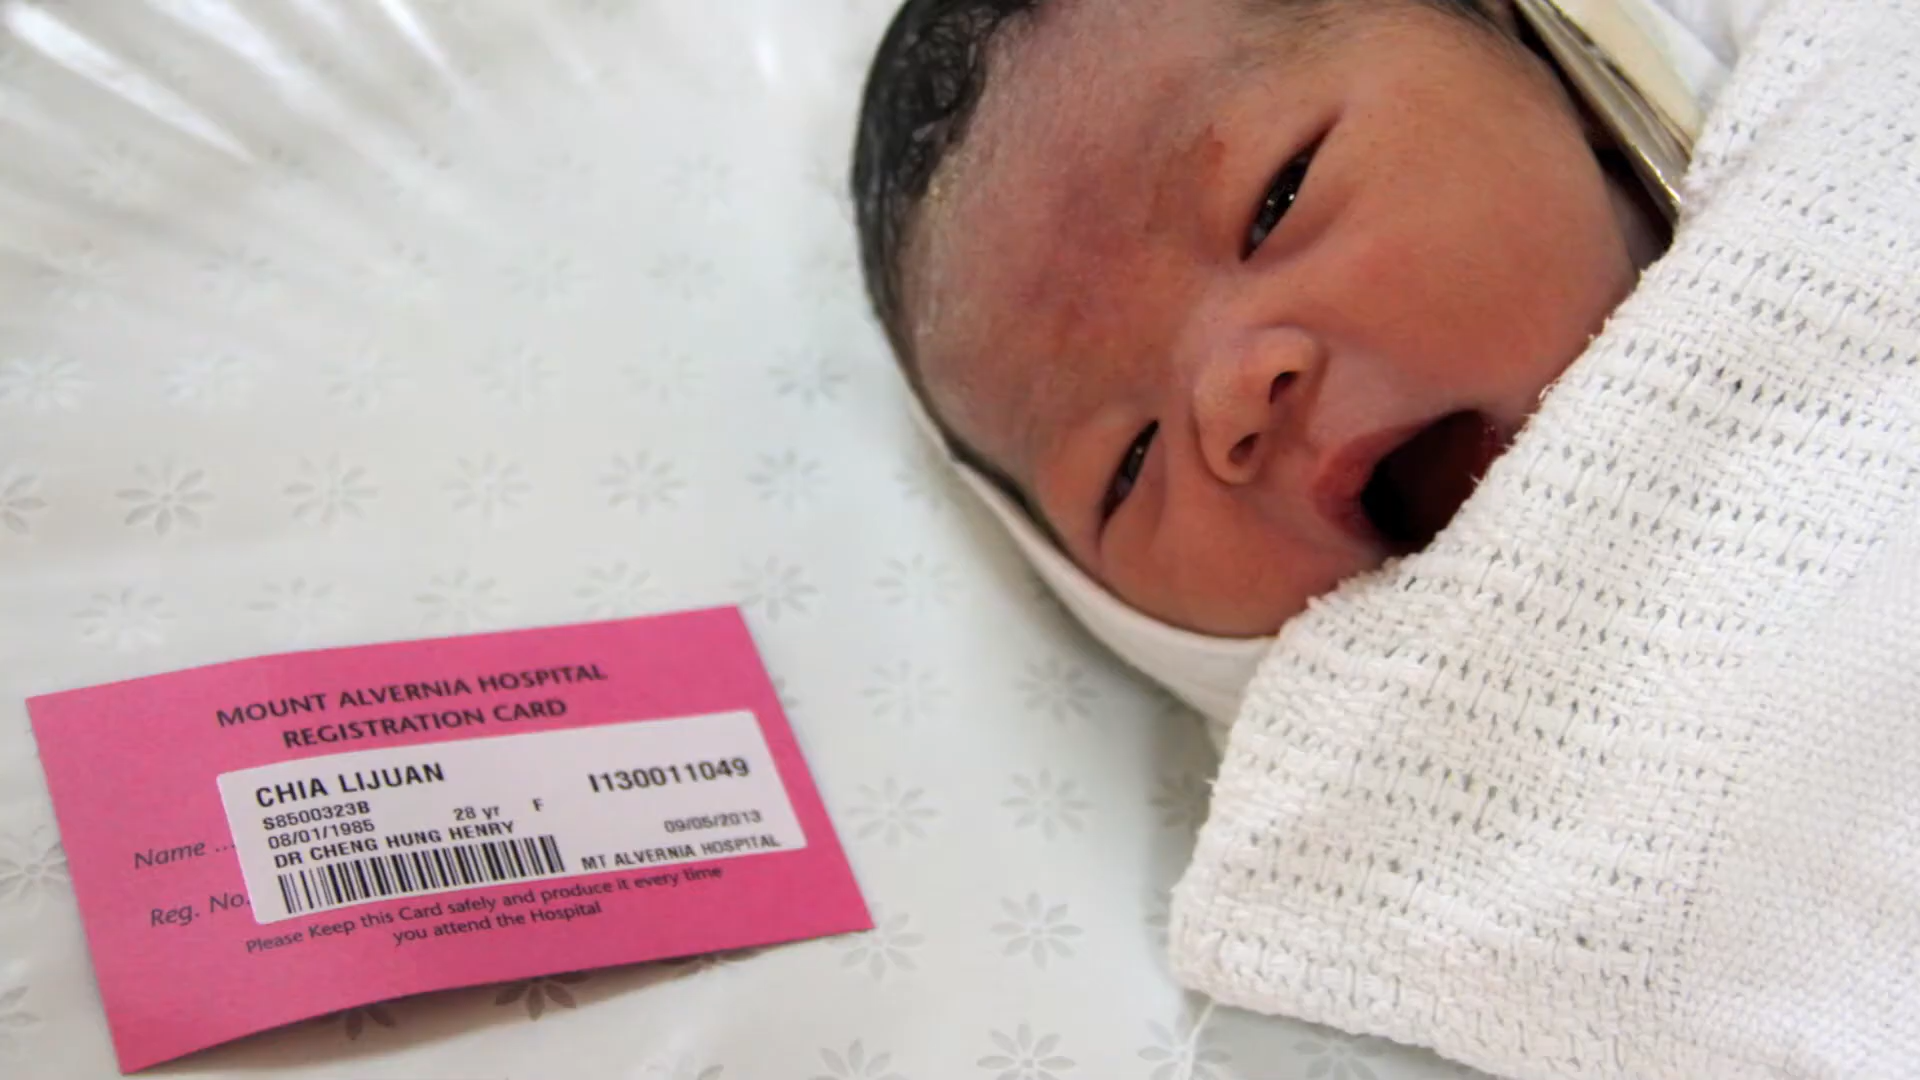 MOUNT ALVERNIA HOSPITAL
REGISTRATION CARD
CHIA LIJUAN I130011049
S8500323B 28 yr F
08/01/1985 09/05/2013
DR CHENG HUNG HENRY
MT ALVERNIA HOSPITAL
Name ...
Reg. No.
Please Keep this Card safely and produce it every time
you attend the Hospital